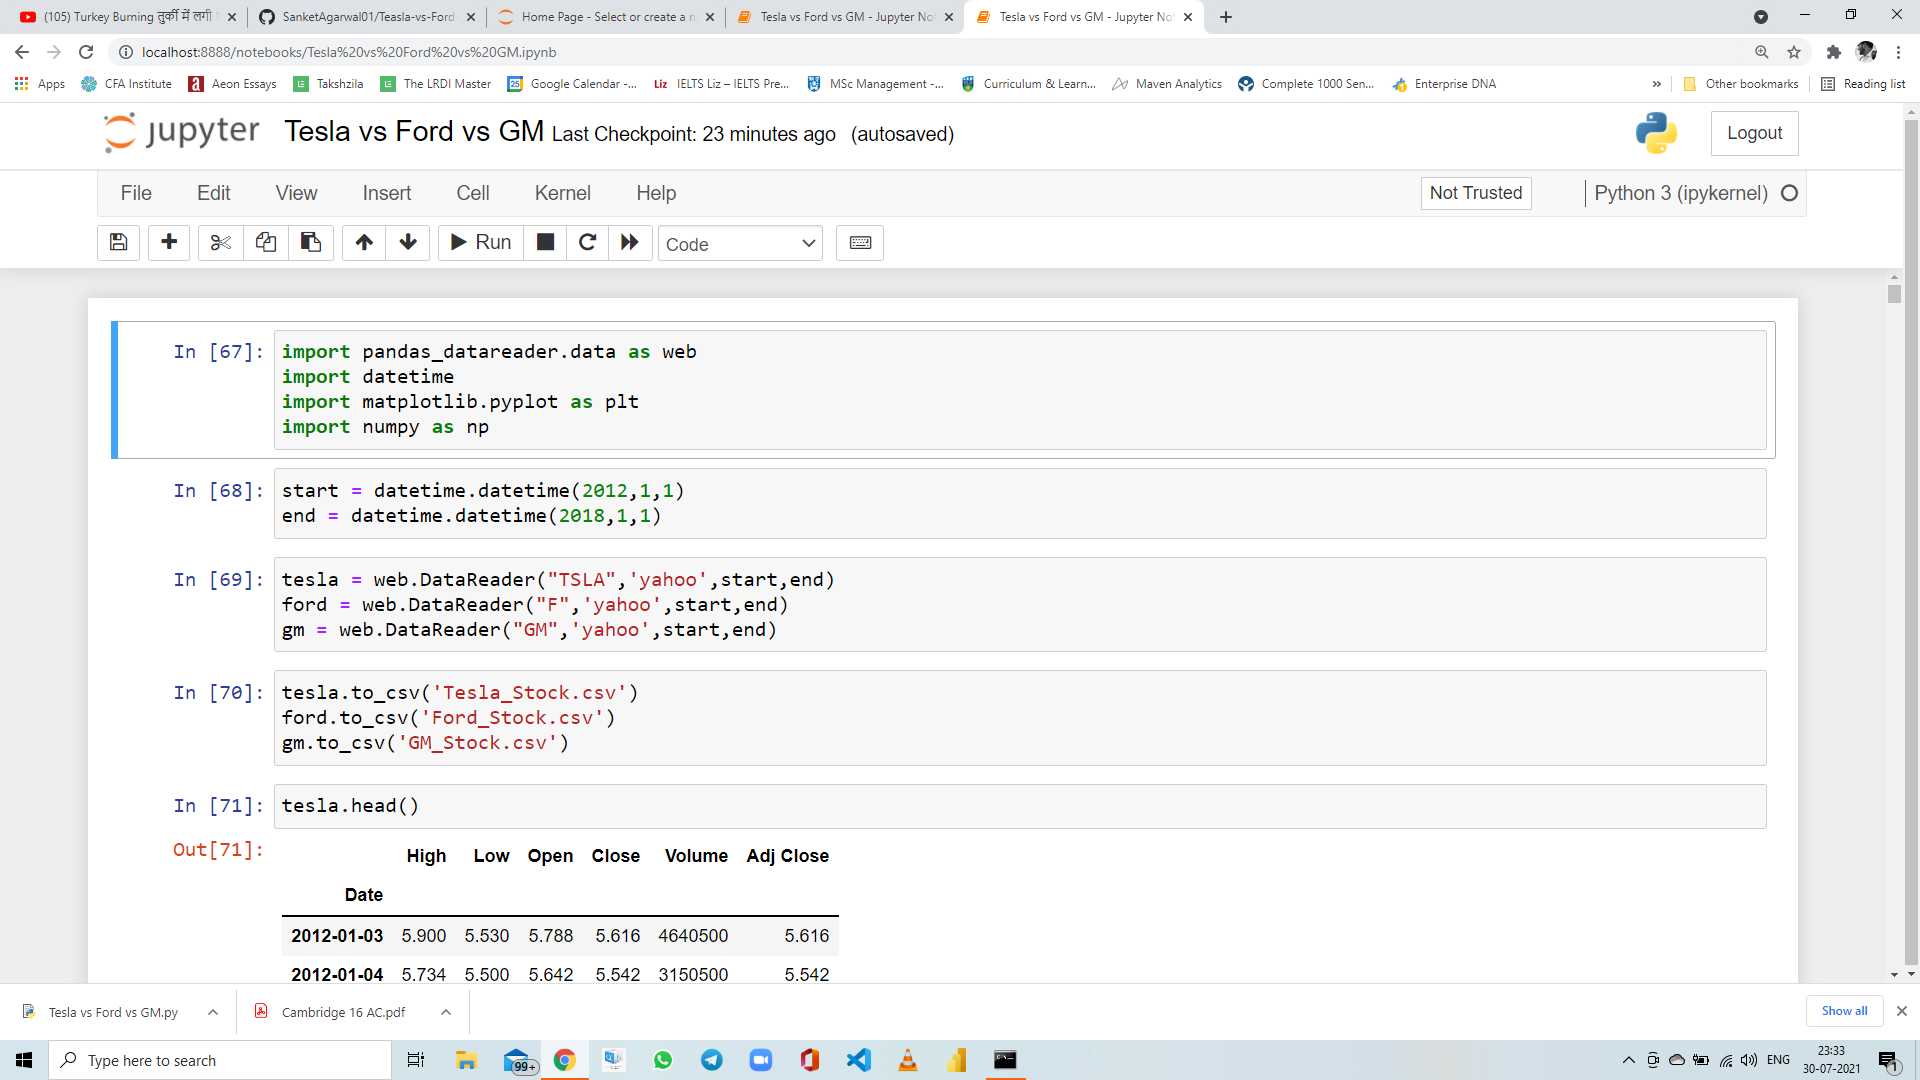 (105) Turkey Burning तुर्की में लगी
SanketAgarwal01/Teasla-vs-Ford
Home Page - Select or create a n
Tesla vs Ford vs GM - Jupyter No
Tesla vs Ford vs GM - Jupyter No
localhost:8888/notebooks/Tesla%20vs%20Ford%20vs%20GM.ipynb
Apps
CFA Institute
a Aeon Essays
LE Takshzila
LE The LRDI Master
25 Google Calendar -...
Liz IELTS Liz – IELTS Pre...
MSc Management -...
Curriculum & Learn...
Maven Analytics
Complete 1000 Sen...
Enterprise DNA
»
Other bookmarks
Reading list
jupyter Tesla vs Ford vs GM Last Checkpoint: 23 minutes ago (autosaved)
Logout
File Edit View Insert Cell Kernel Help
Not Trusted
Python 3 (ipykernel)
Run
Code
In [67]:
import pandas_datareader.data as web
import datetime
import matplotlib.pyplot as plt
import numpy as np
In [68]:
start = datetime.datetime(2012,1,1)
end = datetime.datetime(2018,1,1)
In [69]:
tesla = web.DataReader("TSLA",'yahoo',start,end)
ford = web.DataReader("F",'yahoo',start,end)
gm = web.DataReader("GM",'yahoo',start,end)
In [70]:
tesla.to_csv('Tesla_Stock.csv')
ford.to_csv('Ford_Stock.csv')
gm.to_csv('GM_Stock.csv')
In [71]:
tesla.head()
Out[71]:
High Low Open Close Volume Adj Close
Date
2012-01-03 5.900 5.530 5.788 5.616 4640500 5.616
2012-01-04 5.734 5.500 5.642 5.542 3150500 5.542
Tesla vs Ford vs GM.py
Cambridge 16 AC.pdf
Show all
Type here to search
99+
ENG
23:33
30-07-2021
1